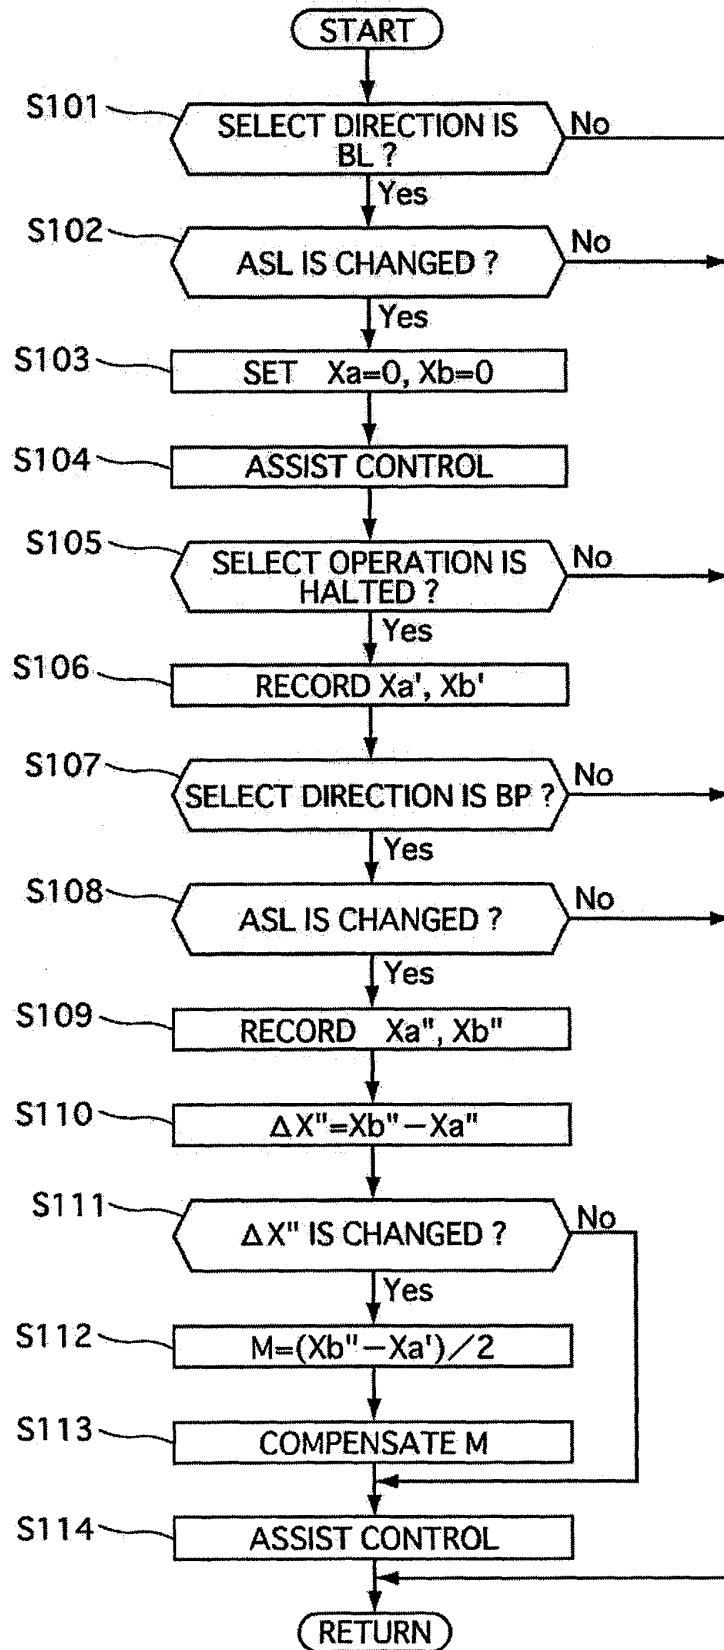 START
S101
SELECT DIRECTION IS
BL ?
No
Yes
S102
ASL IS CHANGED ?
No
Yes
S103
SET Xa=0, Xb=0
S104
ASSIST CONTROL
S105
SELECT OPERATION IS
HALTED ?
No
Yes
S106
RECORD Xa', Xb'
S107
SELECT DIRECTION IS BP ?
No
Yes
S108
ASL IS CHANGED ?
No
Yes
S109
RECORD Xa", Xb"
S110
ΔX"=Xb"−Xa"
S111
ΔX" IS CHANGED ?
No
Yes
S112
M=(Xb"−Xa')/2
S113
COMPENSATE M
S114
ASSIST CONTROL
RETURN